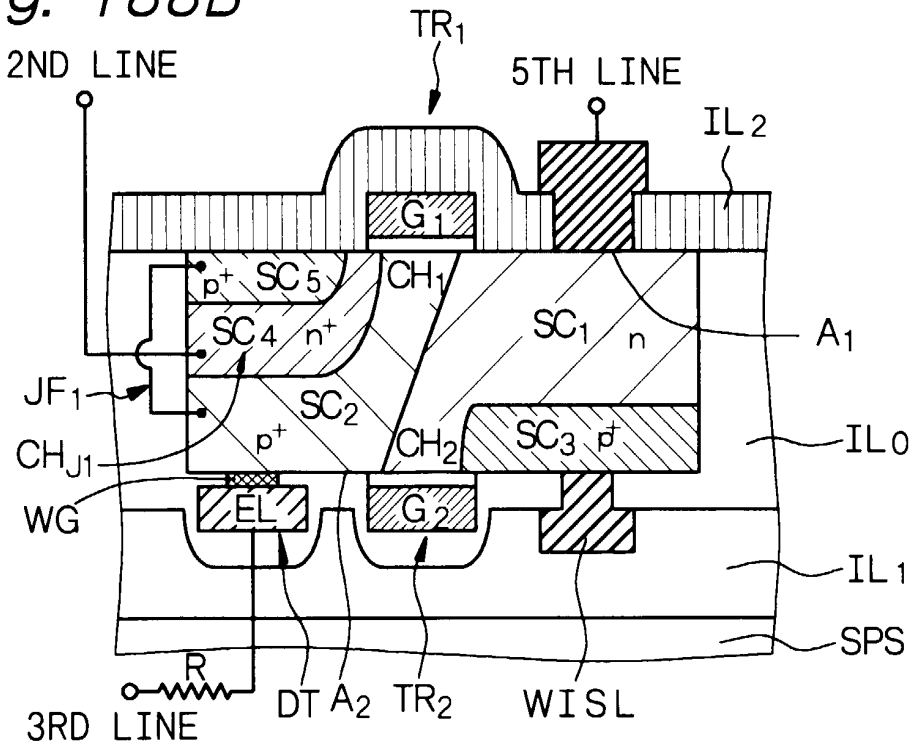 g. 188B
TR1
2ND LINE
5TH LINE
IL2
G1
p+ SC5
CH1
SC4 n+
SC1 n
A1
JF1
SC2
p+
CH2
SC3 p+
IL0
CHJ1
WG
EL
G2
IL1
SPS
R
DT A2 TR2
WISL
3RD LINE